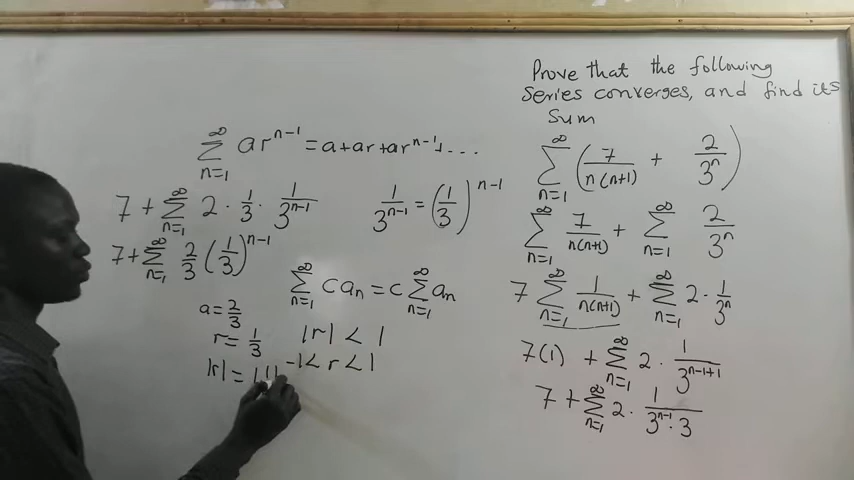 Prove that the following
Series converges, and find its
Sum
∞∑n=1 (7/n(n+1) + 2/3^n)
∞∑n=1 7/n(n+1) + ∞∑n=1 2/3^n
7 ∞∑n=1 1/n(n+1) + ∞∑n=1 2·1/3^n
7(1) + ∞∑n=1 2·1/3^(n-1+1)
7+ ∞∑n=1 2·1/(3^(n-1)·3)
∞∑n=1 ar^(n-1) = a+ar+ar^(n-1)+...
7+ ∞∑n=1 2·1/3·1/3^(n-1)
1/3^(n-1) = (1/3)^(n-1)
7+ ∞∑n=1 2/3 (1/3)^(n-1)
∞∑n=1 Can = C ∞∑n=1 an
a = 2/3
r = 1/3
|r| < 1
-1 < r < 1
|r| =